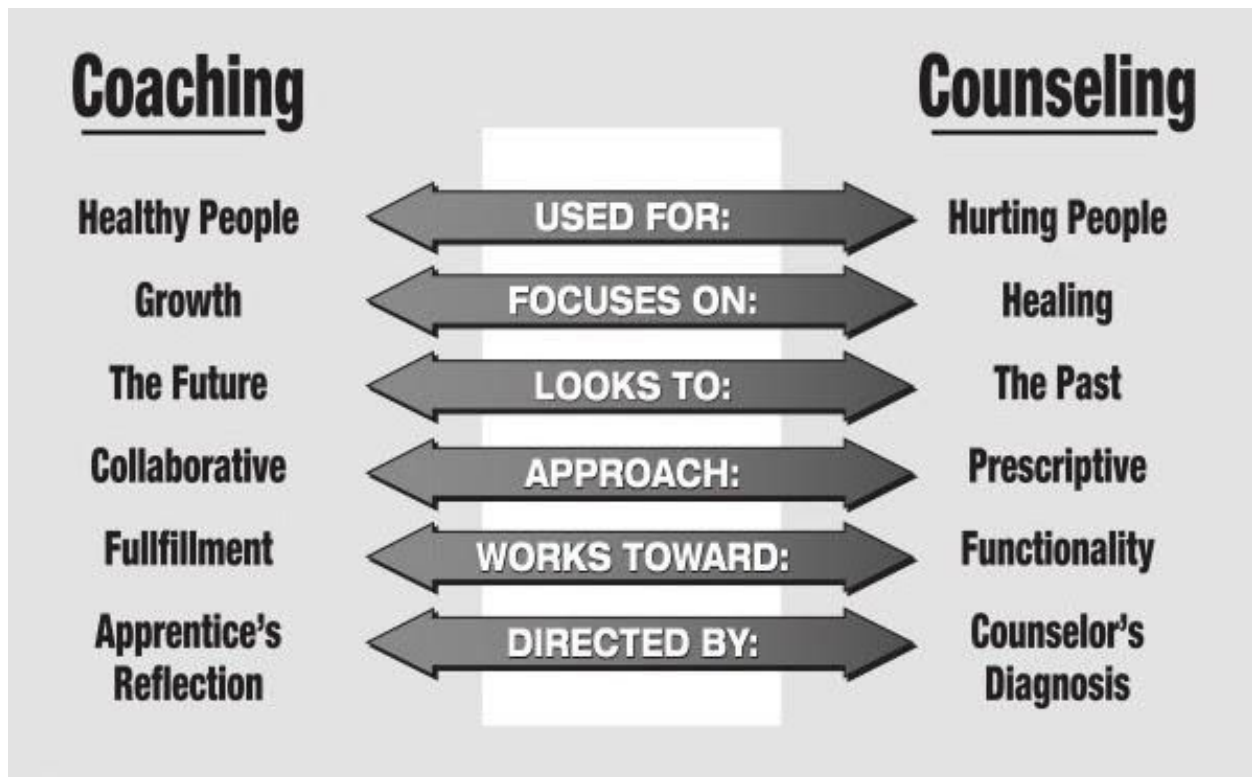 Coaching Counseling
Healthy People USED FOR: Hurting People
Growth FOCUSES ON: Healing
The Future LOOKS TO: The Past
Collaborative APPROACH: Prescriptive
Fullfillment WORKS TOWARD: Functionality
Apprentice's DIRECTED BY: Counselor's
Reflection Diagnosis